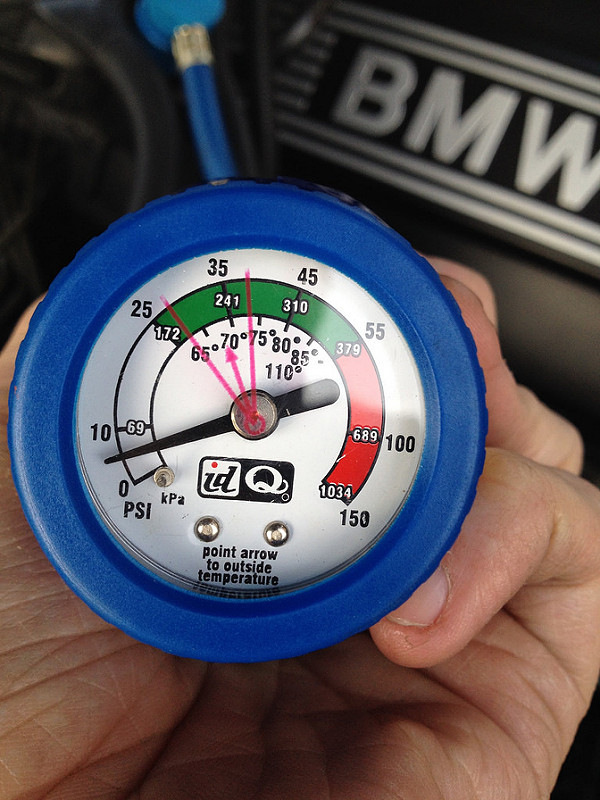 BMW
35
45
25
55
241
310
172
379
65° 70° 75° 80° 85°
110°
10
69
689
100
0
PSI
kPa
idQ
1034
150
point arrow
to outside
temperature